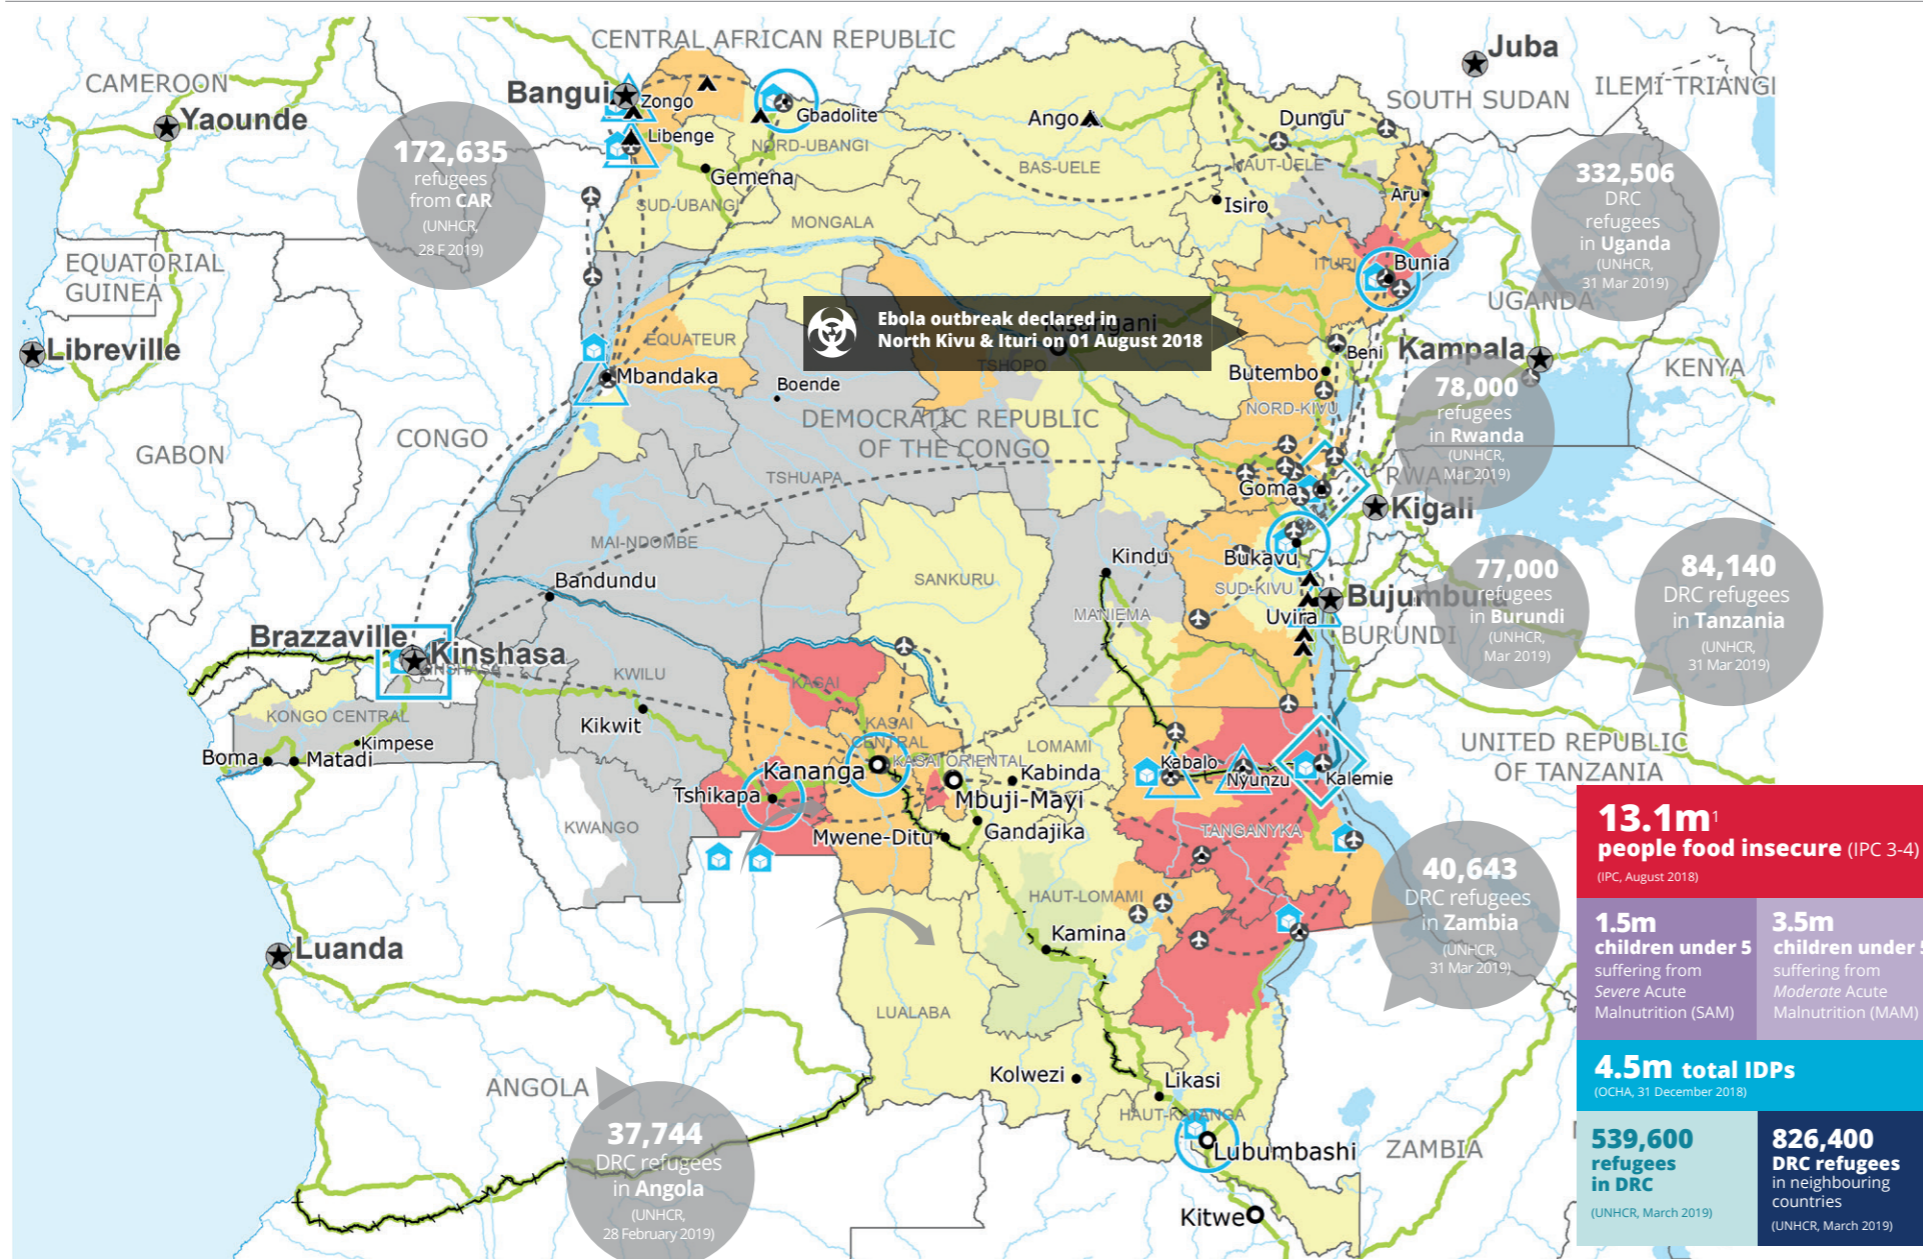 CENTRAL AFRICAN REPUBLIC
CAMEROON
Yaounde
Bangui
Zongo
Libenge
Gbadolite
NORD-UBANGI
Gemena
SUD-UBANGI
MONGALA
Ango
BAS-UELE
Dungu
HAUT-UELE
Isiro
Aru
Juba
SOUTH SUDAN
ILEMI TRIANGL
172,635
refugees
from CAR
(UNHCR,
28 F 2019)
332,506
DRC
refugees
in Uganda
(UNHCR,
31 Mar 2019)
EQUATORIAL
GUINEA
Libreville
GABON
CONGO
EQUATEUR
Mbandaka
Boende
Ebola outbreak declared in
North Kivu & Ituri on 01 August 2018
Kisangani
TSHOPO
ITURI
Bunia
UGANDA
Beni
Kampala
Butembo
NORD-KIVU
KENYA
78,000
refugees
in Rwanda
(UNHCR,
Mar 2019)
DEMOCRATIC REPUBLIC
OF THE CONGO
TSHUAPA
Goma
RWANDA
Kigali
MAI-NDOMBE
Bandundu
SANKURU
Kindu
MANIEMA
Bukavu
SUD-KIVU
Uvira
Bujumbura
BURUNDI
77,000
refugees
in Burundi
(UNHCR,
Mar 2019)
84,140
DRC refugees
in Tanzania
(UNHCR,
31 Mar 2019)
Brazzaville
Kinshasa
KINSHASA
KWILU
KASAI
KONGO CENTRAL
Kikwit
KASAI
CENTRAL
KASAI ORIENTAL
LOMAMI
Boma
Matadi
Kimpese
Kananga
Kabinda
Kabalo
Nyunzu
Kalemie
UNITED REPUBLIC
OF TANZANIA
Tshikapa
Mbuji-Mayi
KWANGO
Mwene-Ditu
Gandajika
TANGANYKA
HAUT-LOMAMI
Kamina
40,643
DRC refugees
in Zambia
(UNHCR,
31 Mar 2019)
Luanda
LUALABA
ANGOLA
Kolwezi
Likasi
HAUT-KATANGA
Lubumbashi
ZAMBIA
Kitwe
37,744
DRC refugees
in Angola
(UNHCR,
28 February 2019)
13.1m1
people food insecure (IPC 3-4)
(IPC, August 2018)
1.5m
children under 5
suffering from
Severe Acute
Malnutrition (SAM)
3.5m
children under 5
suffering from
Moderate Acute
Malnutrition (MAM)
4.5m total IDPs
(OCHA, 31 December 2018)
539,600
refugees
in DRC
(UNHCR, March 2019)
826,400
DRC refugees
in neighbouring
countries
(UNHCR, March 2019)